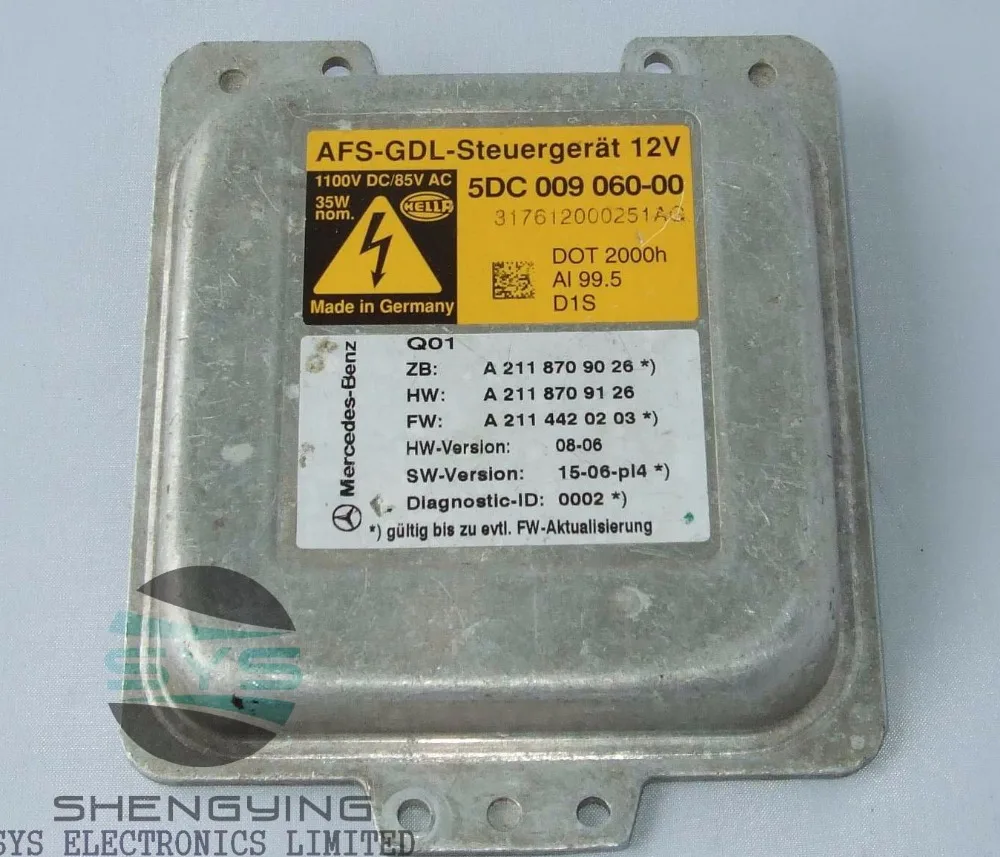 AFS-GDL-Steuergerät 12V
1100V DC/85V AC
35W
nom.
HELLA
Made in Germany
5DC 009 060-00
317612000251AG
DOT 2000h
Al 99.5
D1S
Mercedes-Benz
Q01
ZB: A 211 870 90 26 *)
HW: A 211 870 91 26
FW: A 211 442 02 03 *)
HW-Version: 08-06
SW-Version: 15-06-pl4 *)
Diagnostic-ID: 0002 *)
*) gültig bis zu evtl. FW-Aktualisierung
SYS
SHENGYING
SYS ELECTRONICS LIMITED